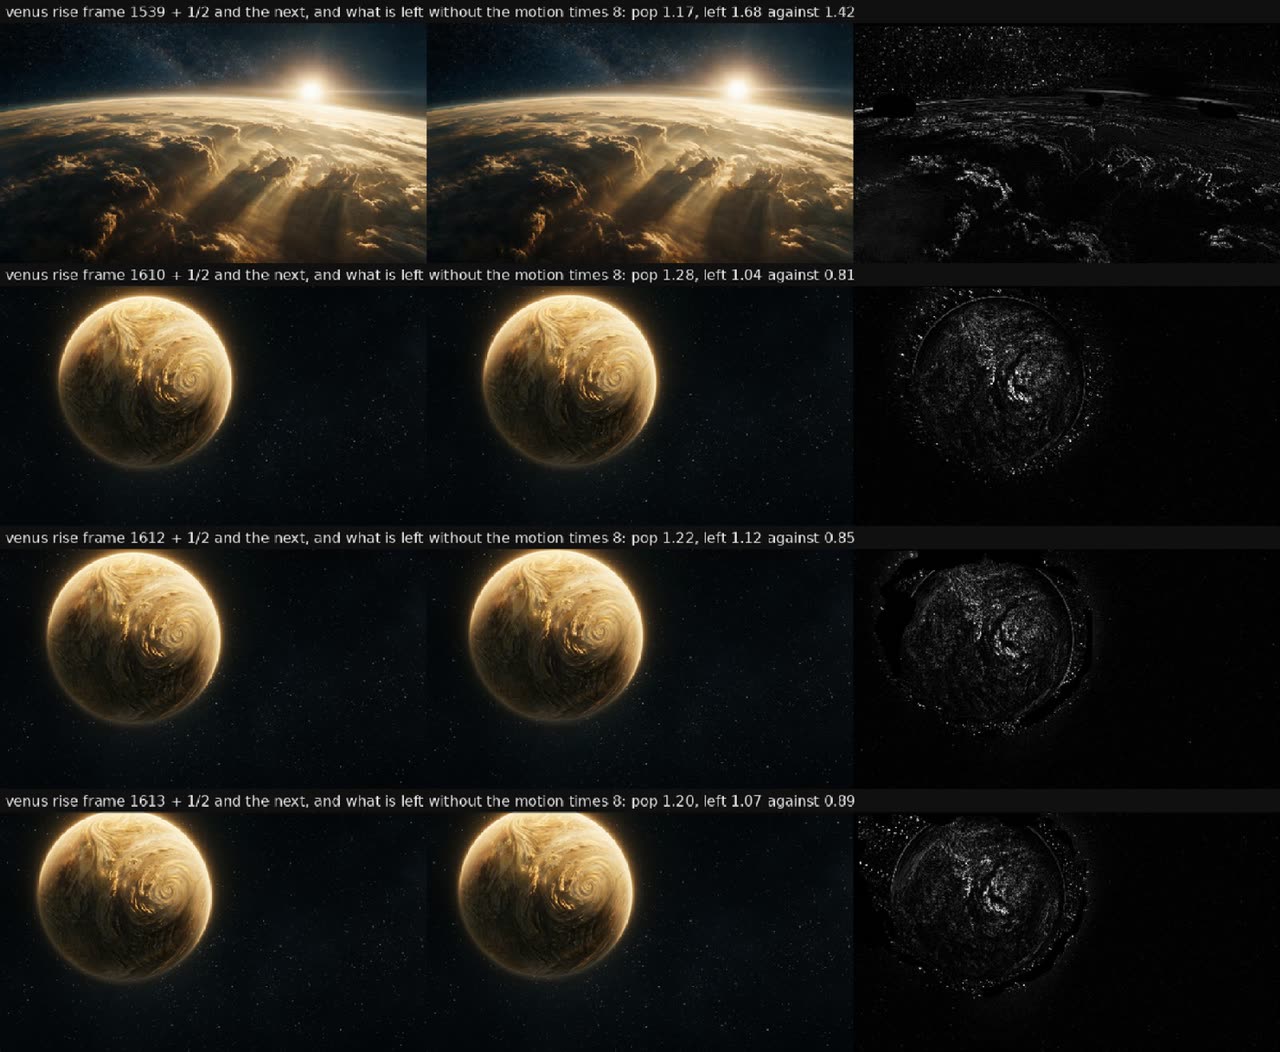 venus rise frame 1539 + 1/2 and the next, and what is left without the motion times 8: pop 1.17, left 1.68 against 1.42
venus rise frame 1610 + 1/2 and the next, and what is left without the motion times 8: pop 1.28, left 1.04 against 0.81
venus rise frame 1612 + 1/2 and the next, and what is left without the motion times 8: pop 1.22, left 1.12 against 0.85
venus rise frame 1613 + 1/2 and the next, and what is left without the motion times 8: pop 1.20, left 1.07 against 0.89